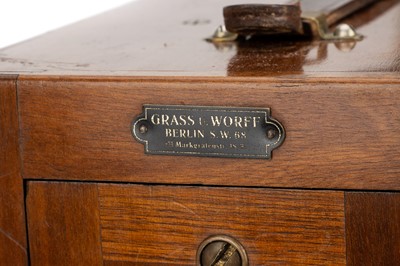 GRASS & WORFF
BERLIN S.W. 68
Markgrafenstr. 18